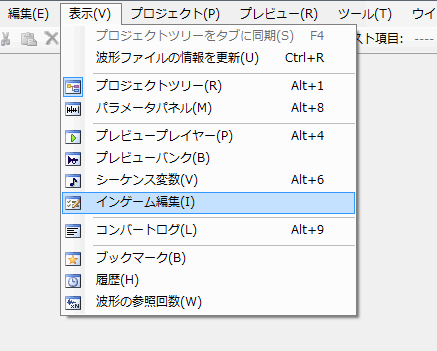 編集(E) 表示(V) プロジェクト(P) プレビュー(R) ツール(T) ウイ
スト項目: ----
プロジェクトツリーをタブに同期(S) F4
波形ファイルの情報を更新(U) Ctrl+R
プロジェクトツリー(R) Alt+1
パラメータパネル(M) Alt+8
プレビュープレイヤー(P) Alt+4
プレビューバンク(B)
シーケンス変数(V) Alt+6
インゲーム編集(I)
コンバートログ(L) Alt+9
ブックマーク(B)
履歴(H)
波形の参照回数(W)